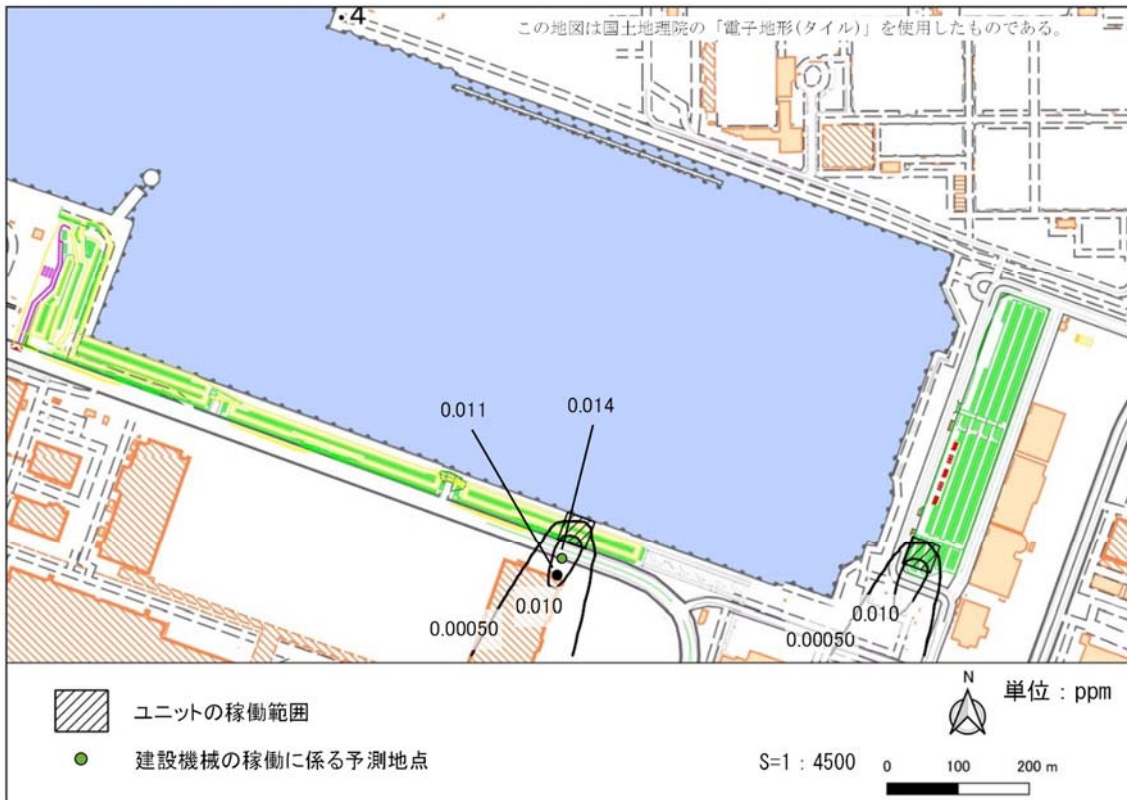 4
この地図は国土地理院の「電子地形(タイル)」を使用したものである。
0.011
0.014
0.010
0.00050
0.010
0.00050
N
単位：ppm
ユニットの稼働範囲
建設機械の稼働に係る予測地点
S=1：4500
0 100 200 m